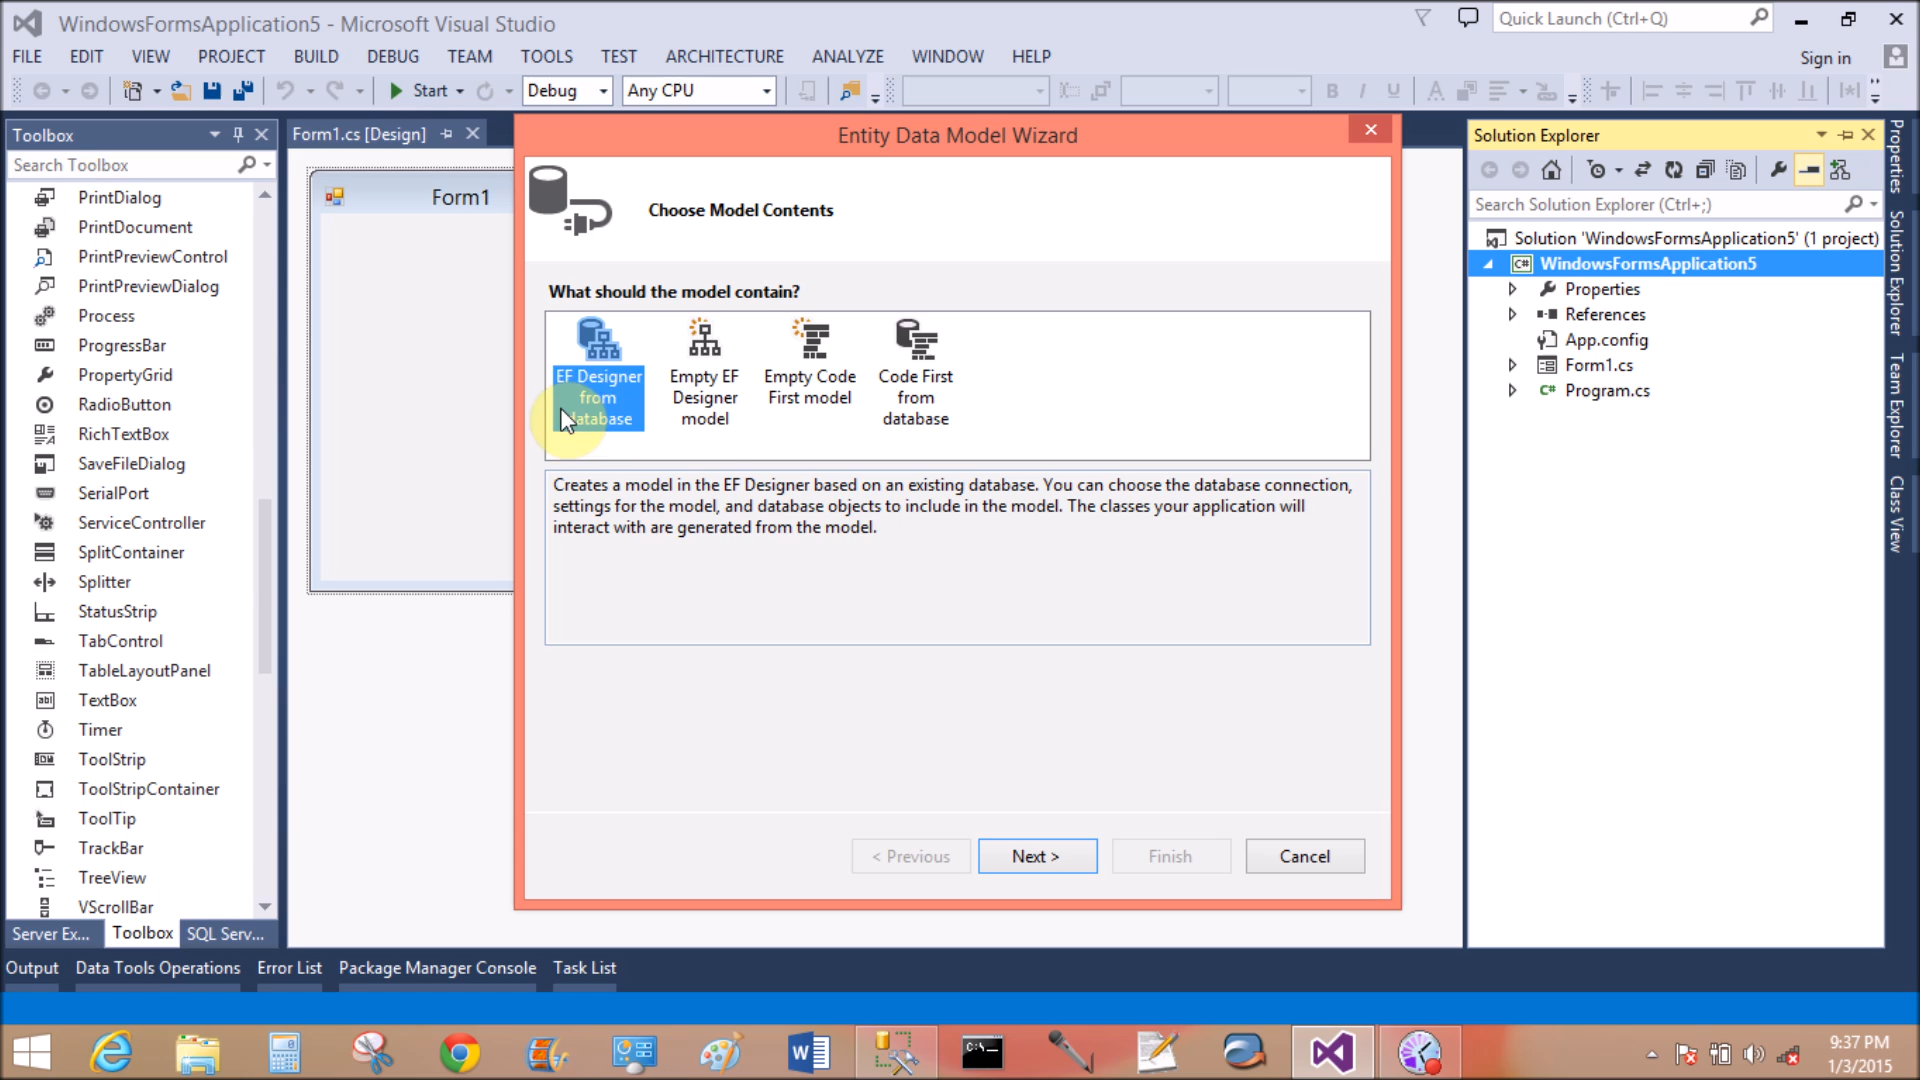 WindowsFormsApplication5 - Microsoft Visual Studio
Quick Launch (Ctrl+Q)
FILE EDIT VIEW PROJECT BUILD DEBUG TEAM TOOLS TEST ARCHITECTURE ANALYZE WINDOW HELP
Sign in
Start Debug Any CPU
Toolbox
Search Toolbox
PrintDialog
PrintDocument
PrintPreviewControl
PrintPreviewDialog
Process
ProgressBar
PropertyGrid
RadioButton
RichTextBox
SaveFileDialog
SerialPort
ServiceController
SplitContainer
Splitter
StatusStrip
TabControl
TableLayoutPanel
TextBox
Timer
ToolStrip
ToolStripContainer
ToolTip
TrackBar
TreeView
VScrollBar
Server Ex... Toolbox SQL Serv...
Form1.cs [Design]
Form1
Entity Data Model Wizard
Choose Model Contents
What should the model contain?
EF Designer
from
database
Empty EF
Designer
model
Empty Code
First model
Code First
from
database
Creates a model in the EF Designer based on an existing database. You can choose the database connection,
settings for the model, and database objects to include in the model. The classes your application will
interact with are generated from the model.
< Previous Next > Finish Cancel
Solution Explorer
Search Solution Explorer (Ctrl+;)
Solution 'WindowsFormsApplication5' (1 project)
C# WindowsFormsApplication5
Properties
References
App.config
Form1.cs
C# Program.cs
Properties
Solution Explorer
Team Explorer
Class View
Output Data Tools Operations Error List Package Manager Console Task List
9:37 PM
1/3/2015